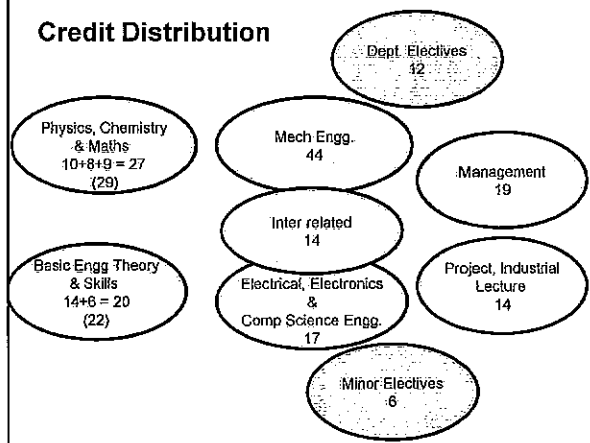 Credit Distribution
Dept. Electives
12
Physics, Chemistry
& Maths
10+8+9 = 27
(29)
Mech Engg.
44
Management
19
Inter related
14
Basic Engg Theory
& Skills
14+6 = 20
(22)
Electrical, Electronics
&
Comp Science Engg.
17
Project, Industrial
Lecture
14
Minor Electives
6